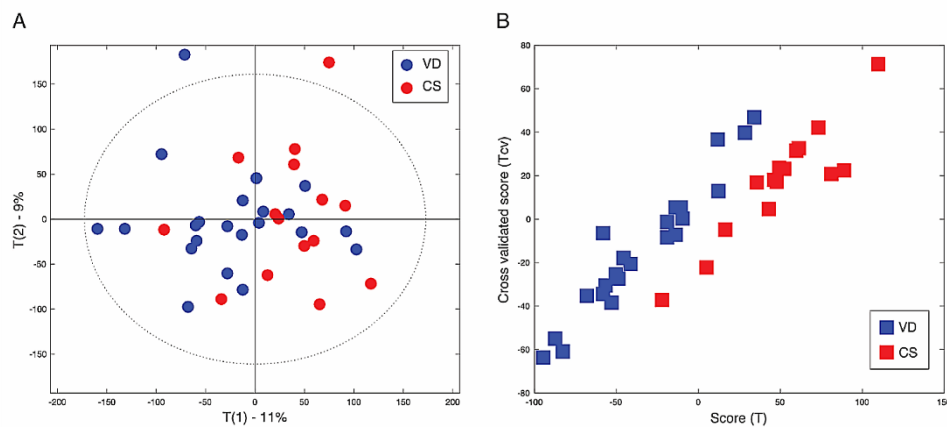 A
VD
CS
150
100
50
0
-50
-100
-150
-200 -150 -100 -50 0 50 100 150 200
T(1) - 11%
T(2) - 9%
B
80
60
40
20
0
-20
-40
-60
-80
-100 -50 0 50 100 150
Score (T)
Cross validated score (Tcv)
VD
CS